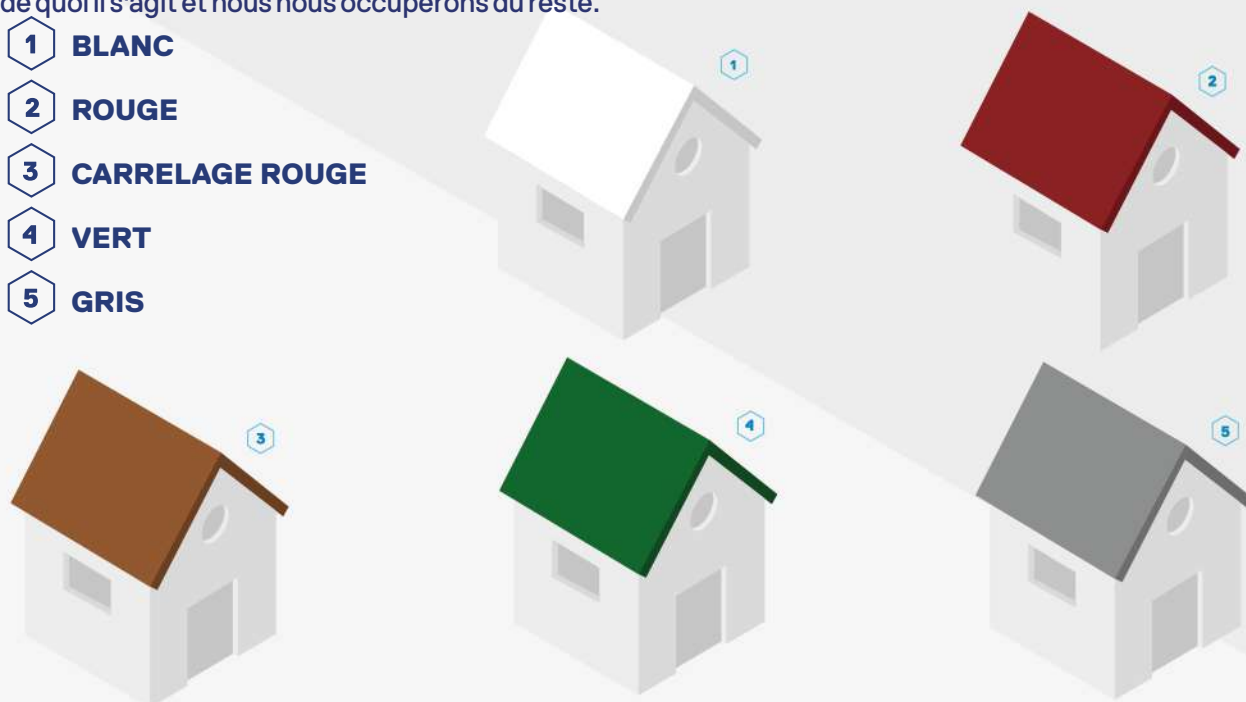 de quoi il s'agit et nous nous occuperons du reste.
1 BLANC
2 ROUGE
3 CARRELAGE ROUGE
4 VERT
5 GRIS
1
2
3
4
5